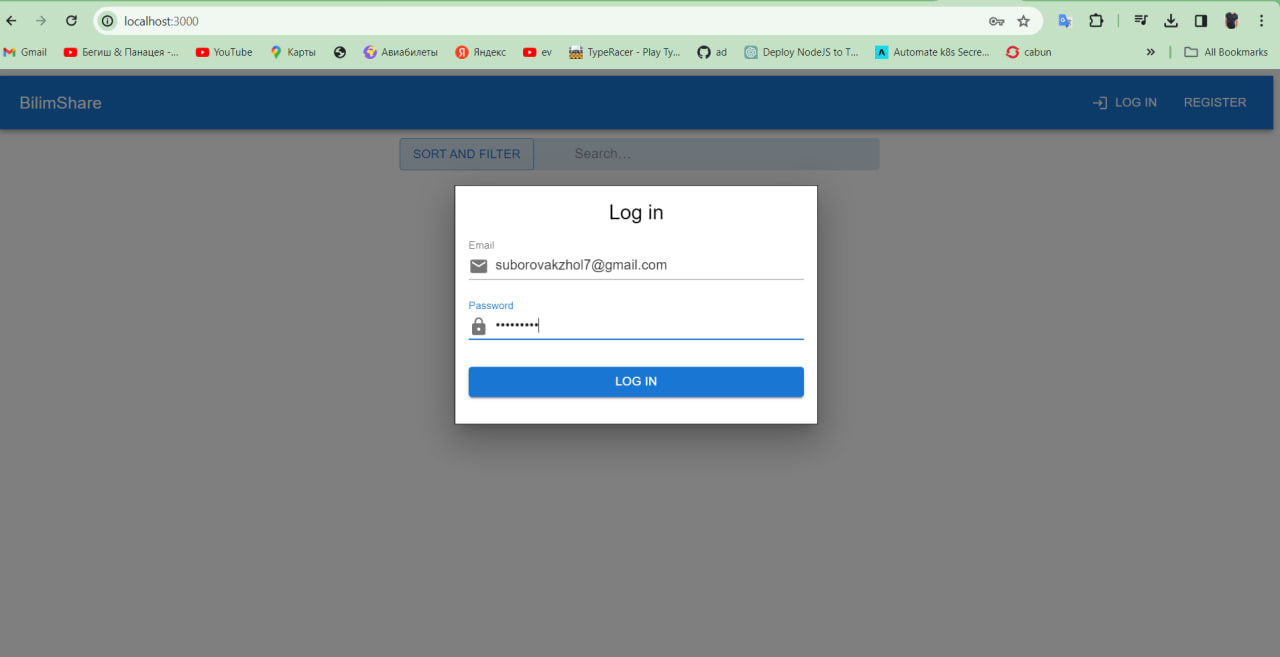 localhost:3000
Gmail Бегиш & Панацея -... YouTube Карты Авиабилеты Яндекс ev TypeRacer - Play Ty... ad Deploy NodeJS to T... Automate k8s Secre... cabun » All Bookmarks
BilimShare LOG IN REGISTER
SORT AND FILTER Search...
Log in
Email
suborovakzhol7@gmail.com
Password
•••••••••
LOG IN